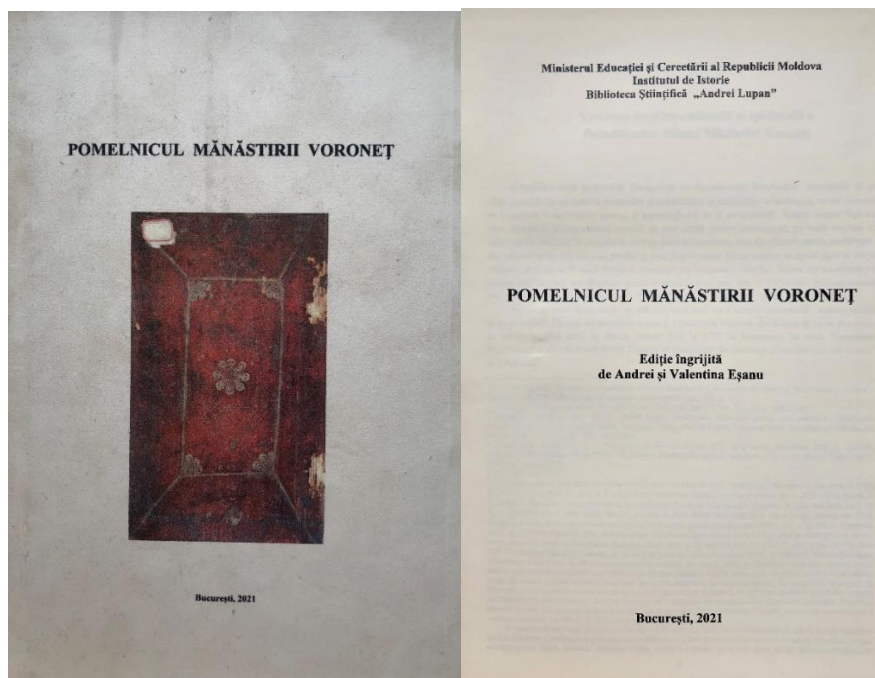 POMELNICUL MĂNĂSTIRII VORONEȚ
București, 2021
Ministerul Educației și Cercetării al Republicii Moldova
Institutul de Istorie
Biblioteca Științifică „Andrei Lupan”
POMELNICUL MĂNĂSTIRII VORONEȚ
Ediție îngrijită
de Andrei și Valentina Eșanu
București, 2021